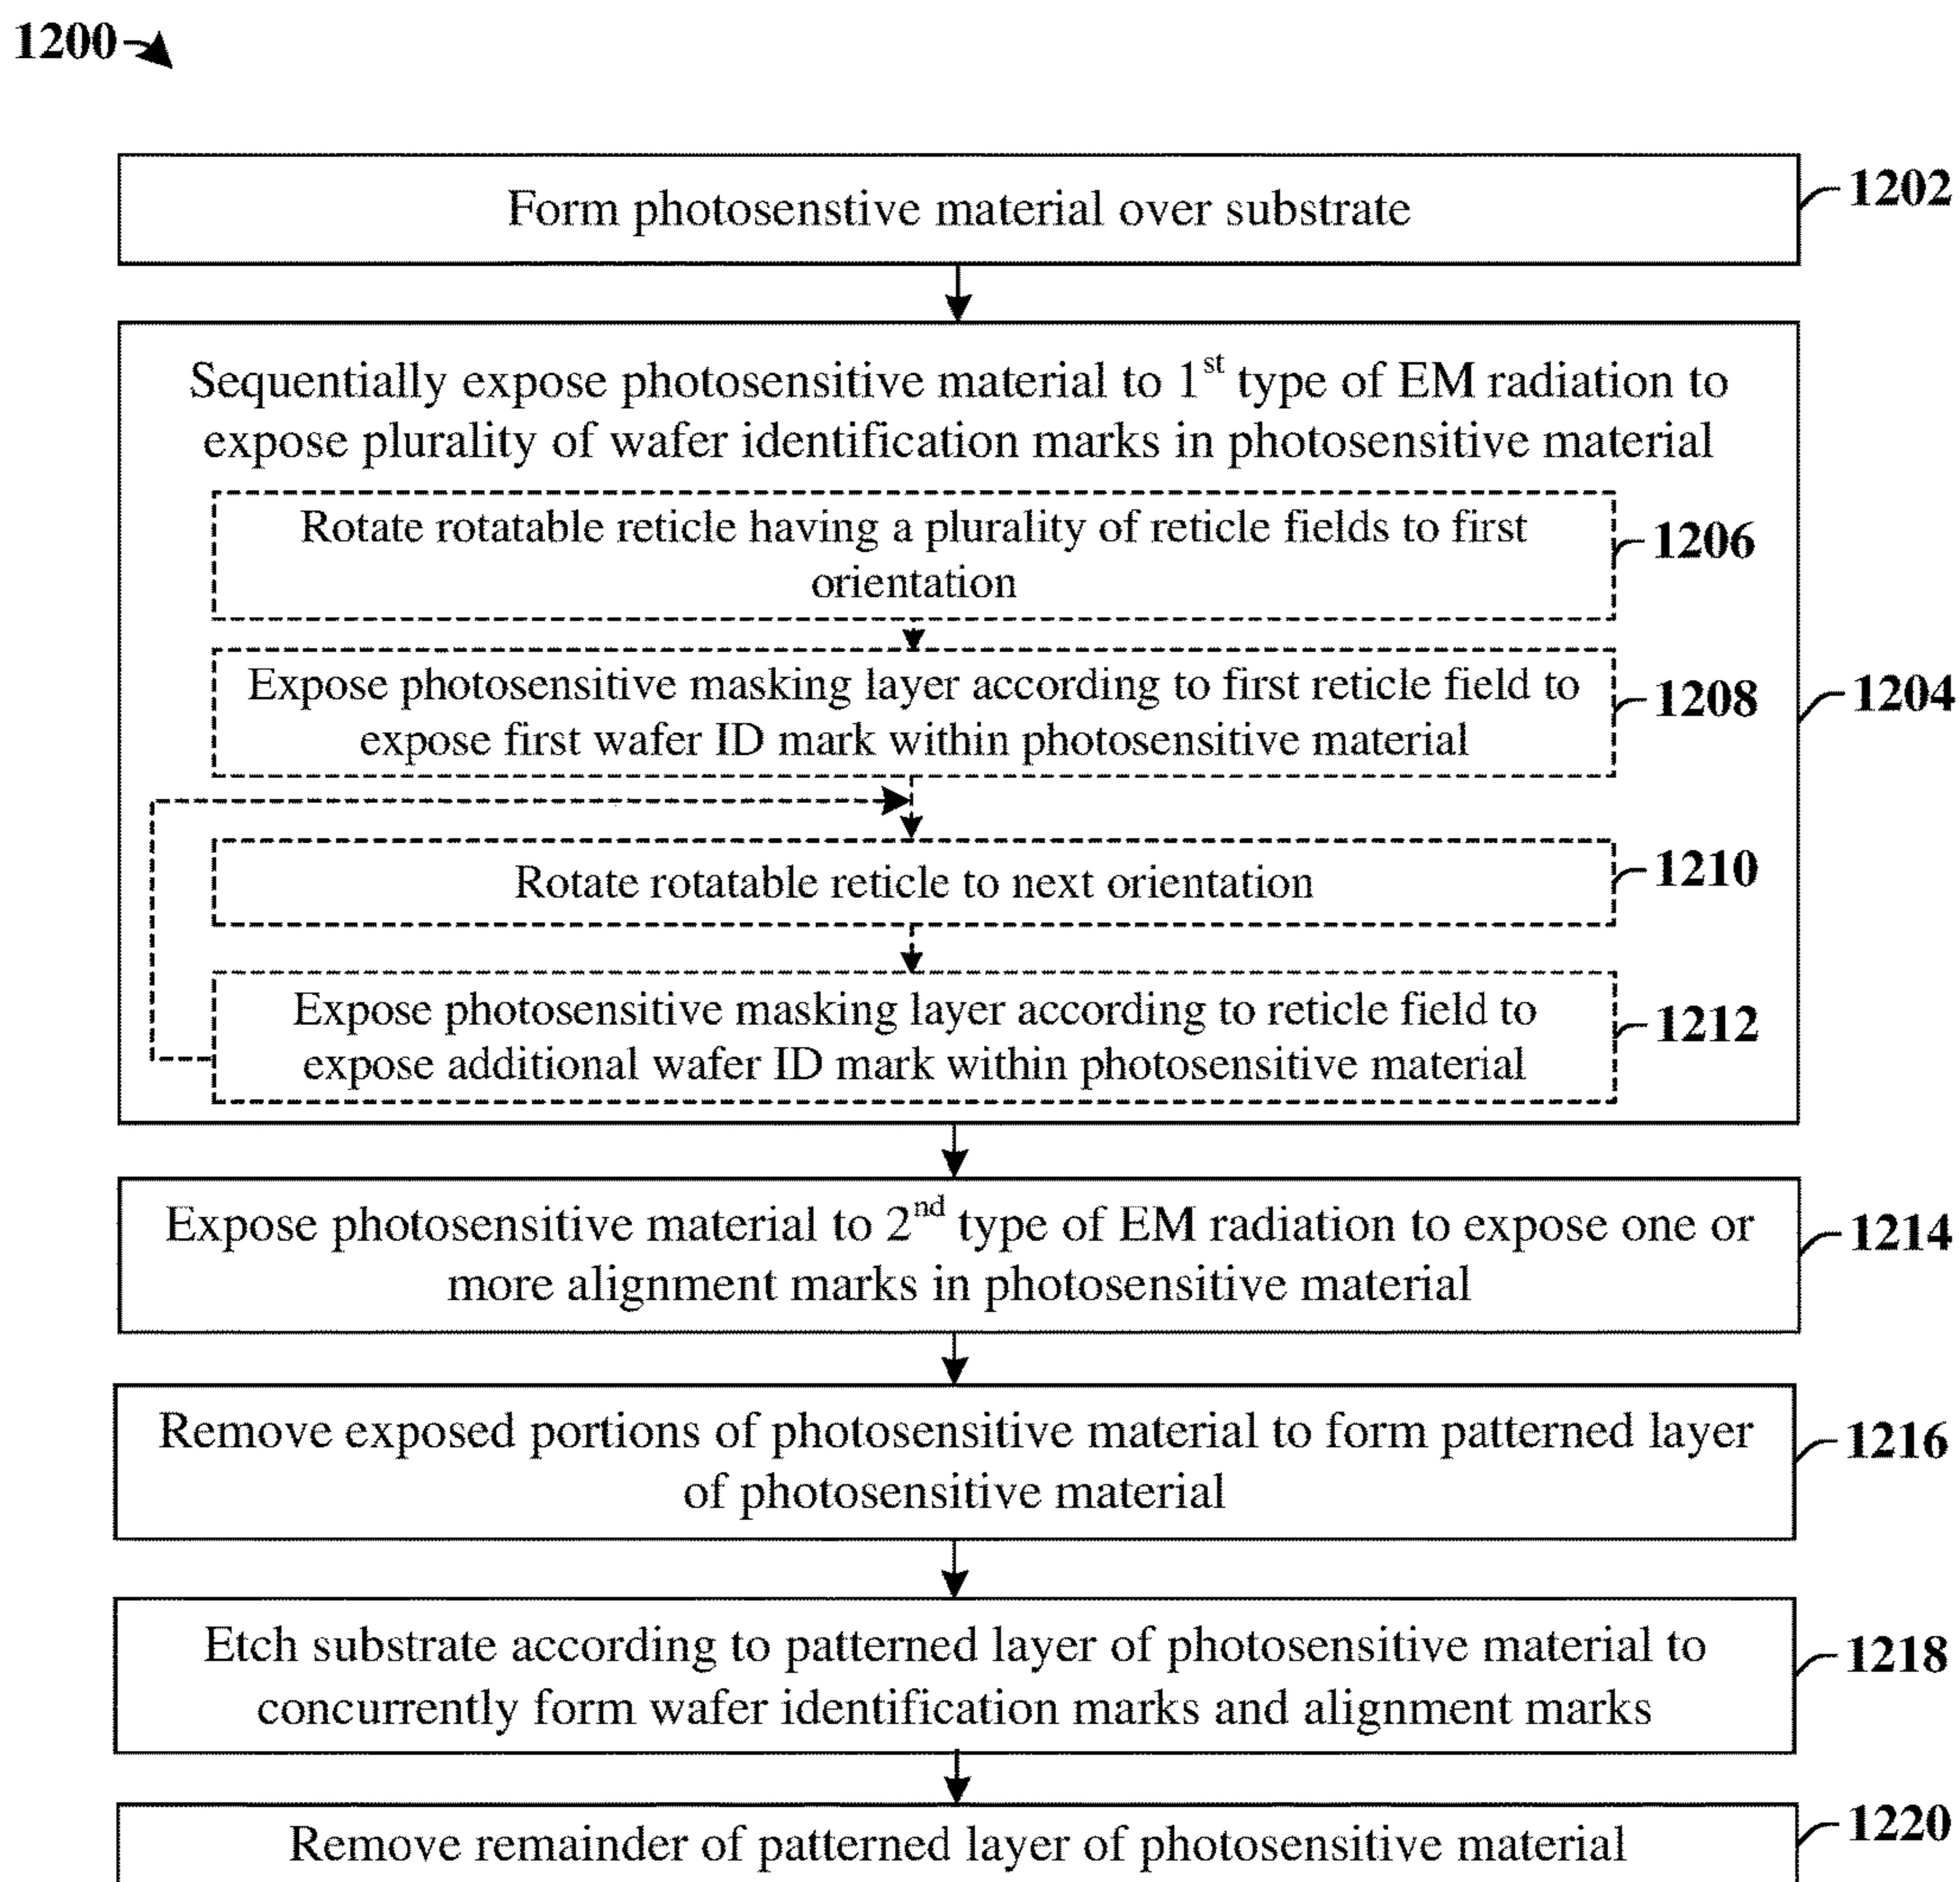 1200
Form photosenstive material over substrate
1202
Sequentially expose photosensitive material to 1st type of EM radiation to
expose plurality of wafer identification marks in photosensitive material
1204
Rotate rotatable reticle having a plurality of reticle fields to first
orientation
1206
Expose photosensitive masking layer according to first reticle field to
expose first wafer ID mark within photosensitive material
1208
Rotate rotatable reticle to next orientation
1210
Expose photosensitive masking layer according to reticle field to
expose additional wafer ID mark within photosensitive material
1212
Expose photosensitive material to 2nd type of EM radiation to expose one or
more alignment marks in photosensitive material
1214
Remove exposed portions of photosensitive material to form patterned layer
of photosensitive material
1216
Etch substrate according to patterned layer of photosensitive material to
concurrently form wafer identification marks and alignment marks
1218
Remove remainder of patterned layer of photosensitive material
1220